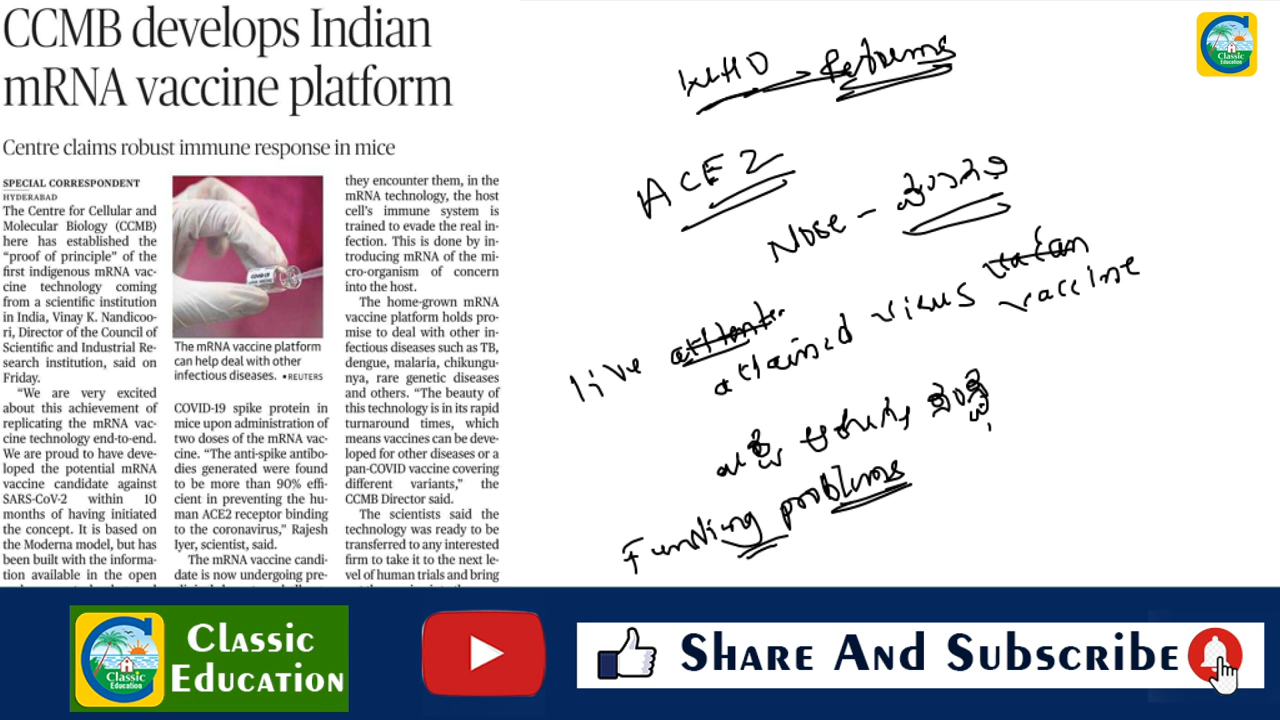 CCMB develops Indian
mRNA vaccine platform
Centre claims robust immune response in mice
SPECIAL CORRESPONDENT
HYDERABAD
The Centre for Cellular and
Molecular Biology (CCMB)
here has established the
“proof of principle” of the
first indigenous mRNA vac-
cine technology coming
from a scientific institution
in India, Vinay K. Nandicoo-
ri, Director of the Council of
Scientific and Industrial Re-
search institution, said on
Friday.
“We are very excited
about this achievement of
replicating the mRNA vac-
cine technology end-to-end.
We are proud to have deve-
loped the potential mRNA
vaccine candidate against
SARS-CoV-2 within 10
months of having initiated
the concept. It is based on
the Moderna model, but has
been built with the informa-
tion available in the open
COVID-19
The mRNA vaccine platform
can help deal with other
infectious diseases. •REUTERS
COVID-19 spike protein in
mice upon administration of
two doses of the mRNA vac-
cine. “The anti-spike antibo-
dies generated were found
to be more than 90% effi-
cient in preventing the hu-
man ACE2 receptor binding
to the coronavirus,” Rajesh
Iyer, scientist, said.
The mRNA vaccine candi-
date is now undergoing pre-
they encounter them, in the
mRNA technology, the host
cell’s immune system is
trained to evade the real in-
fection. This is done by in-
troducing mRNA of the mi-
cro-organism of concern
into the host.
The home-grown mRNA
vaccine platform holds pro-
mise to deal with other in-
fectious diseases such as TB,
dengue, malaria, chikungu-
nya, rare genetic diseases
and others. “The beauty of
this technology is in its rapid
turnaround times, which
means vaccines can be deve-
loped for other diseases or a
pan-COVID vaccine covering
different variants,” the
CCMB Director said.
The scientists said the
technology was ready to be
transferred to any interested
firm to take it to the next le-
vel of human trials and bring
WHO Reforms
ACE2
Nose -
live attained virus vaccine
Funding problems
Classic
Education
Classic
Education
Classic
Education
SHARE AND SUBSCRIBE